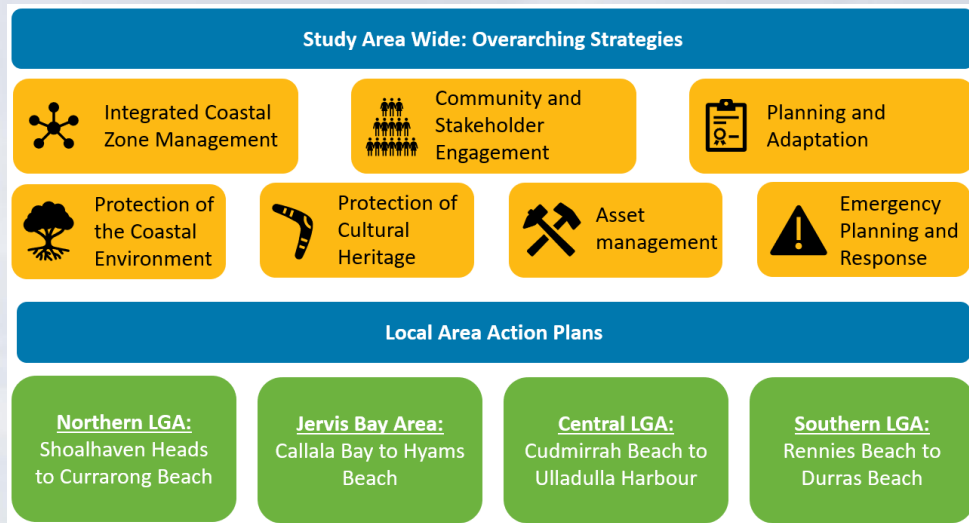 Study Area Wide: Overarching Strategies
Integrated Coastal
Zone Management
Community and
Stakeholder
Engagement
Planning and
Adaptation
Protection of
the Coastal
Environment
Protection of
Cultural
Heritage
Asset
management
Emergency
Planning and
Response
Local Area Action Plans
Northern LGA:
Shoalhaven Heads
to Currarong Beach
Jervis Bay Area:
Callala Bay to Hyams
Beach
Central LGA:
Cudmirrah Beach to
Ulladulla Harbour
Southern LGA:
Rennies Beach to
Durras Beach